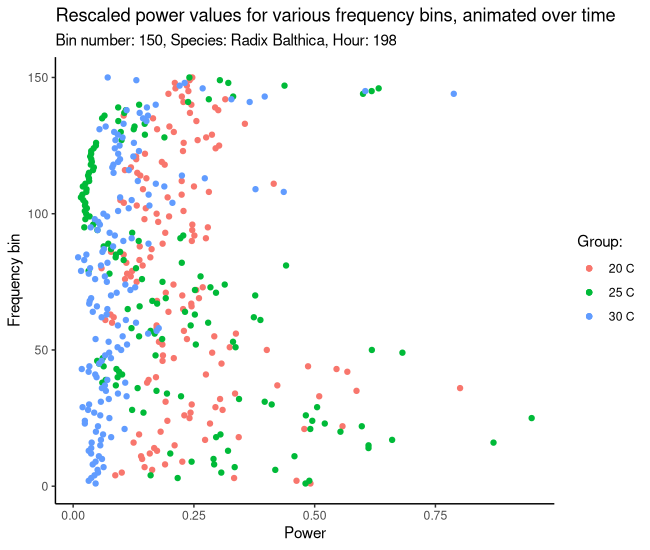 Rescaled power values for various frequency bins, animated over time
Bin number: 150, Species: Radix Balthica, Hour: 198
150
100
50
0
Frequency bin
0.00 0.25 0.50 0.75
Power
Group:
20 C
25 C
30 C